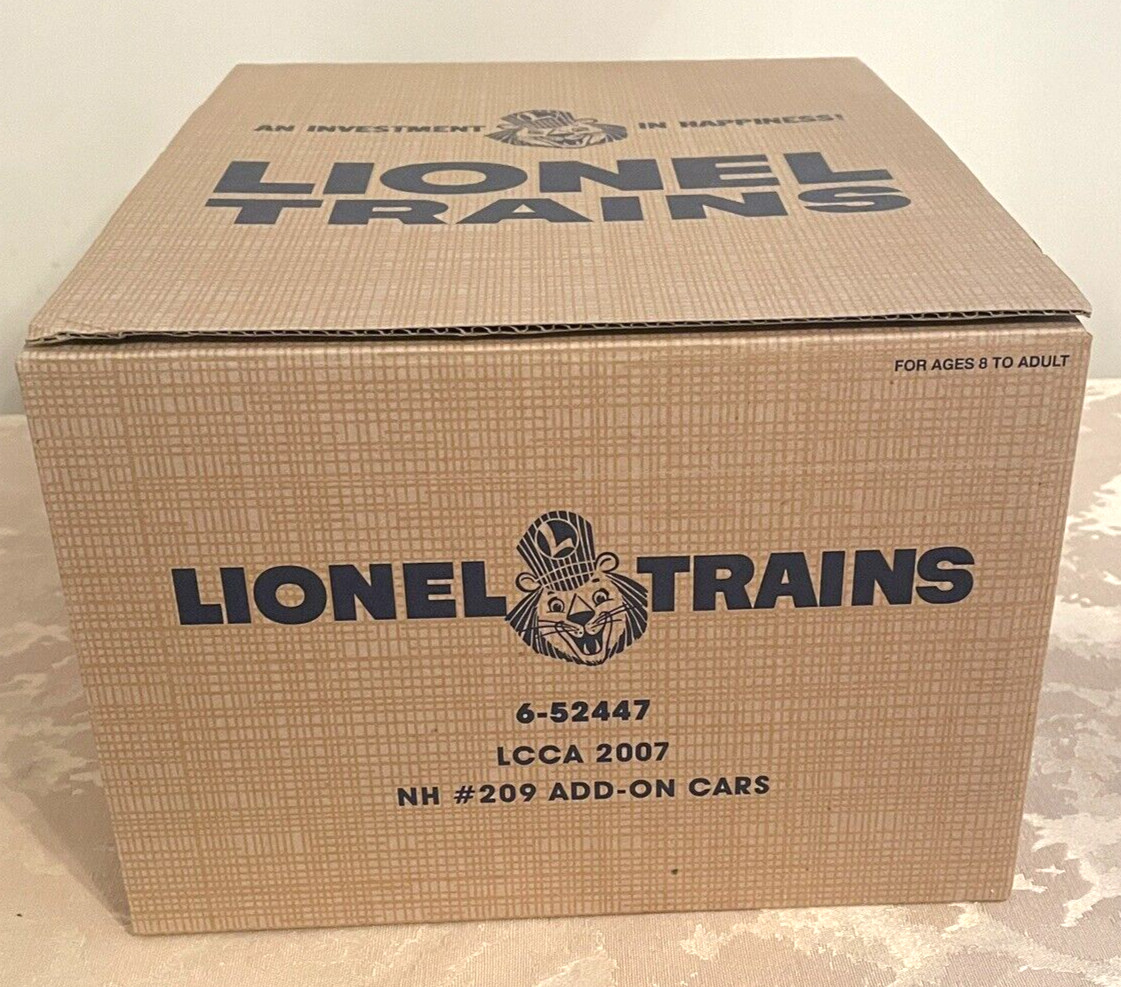 AN INVESTMENT IN HAPPINESS!
LIONEL
TRAINS
FOR AGES 8 TO ADULT
LIONEL TRAINS
L
6-52447
LCCA 2007
NH #209 ADD-ON CARS